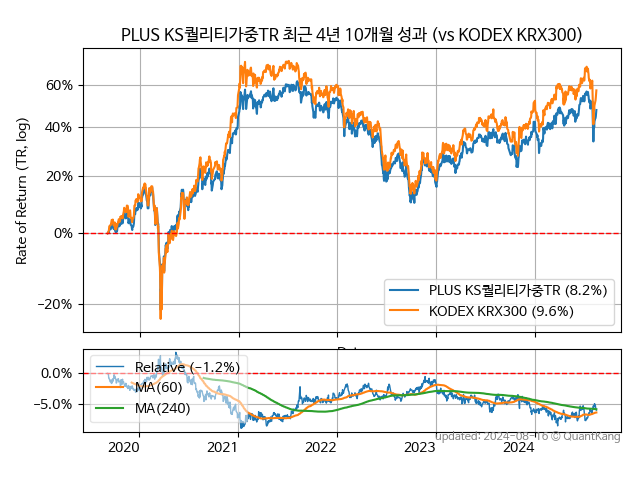 PLUS KS퀄리티가중TR 최근 4년 10개월 성과 (vs KODEX KRX300)
Rate of Return (TR, log)
60%
40%
20%
0%
−20%
PLUS KS퀄리티가중TR (8.2%)
KODEX KRX300 (9.6%)
0.0%
−5.0%
Relative (−1.2%)
MA(60)
MA(240)
2020
2021
2022
2023
2024
updated: 2024-08-16 © QuantKang